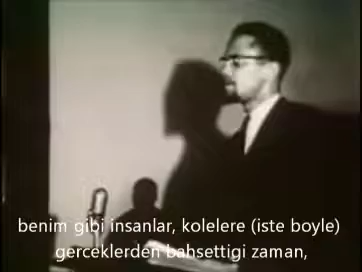 benim gibi insanlar, kolelere (iste boyle)
gerceklerden bahsettigi zaman,